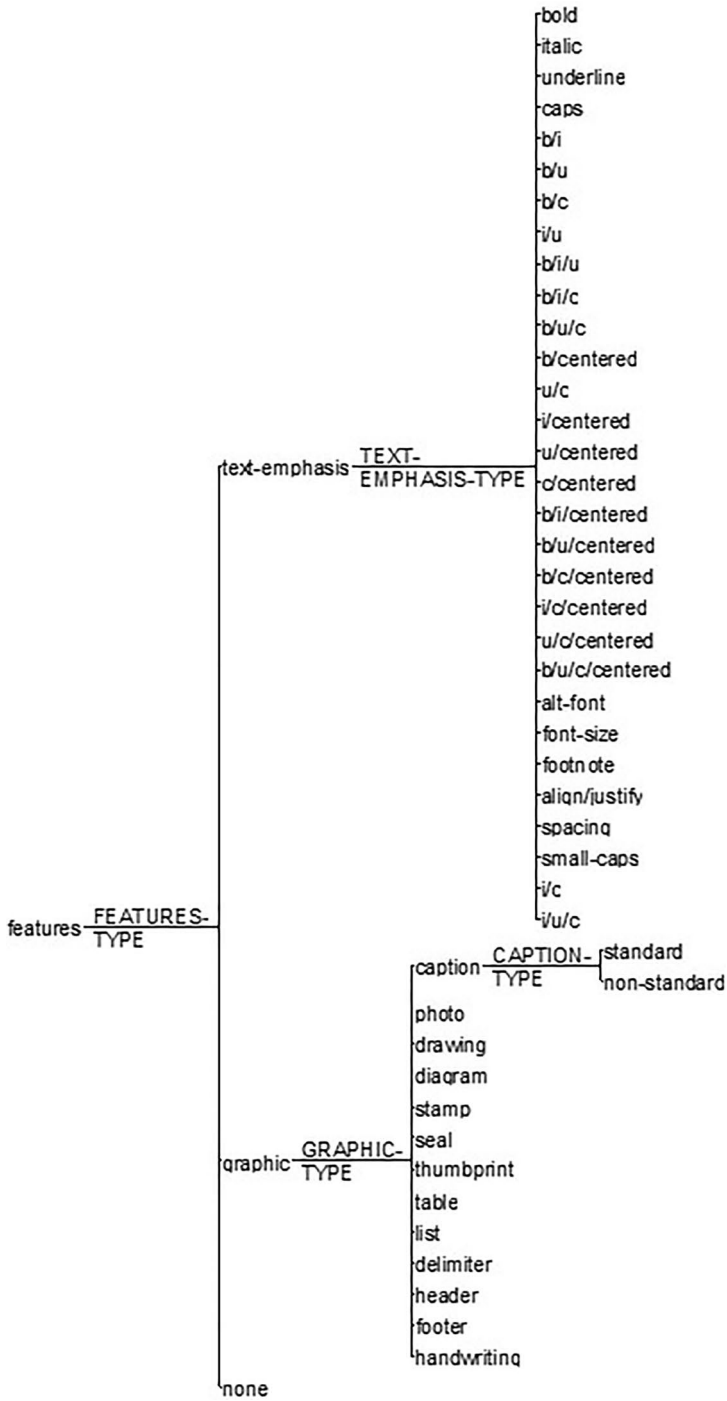 bold
italic
underline
caps
b/i
b/u
b/c
i/u
b/i/u
b/i/c
b/u/c
b/centered
u/c
i/centered
text-emphasis TEXT-
EMPHASIS-TYPE
u/centered
c/centered
b/i/centered
b/u/centered
b/c/centered
i/c/centered
u/c/centered
b/u/c/centered
alt-font
font-size
footnote
align/justify
spacing
small-caps
i/c
i/u/c
features FEATURES-
TYPE
caption CAPTION-
TYPE
standard
non-standard
photo
drawing
diagram
stamp
seal
graphic GRAPHIC-
TYPE
thumbprint
table
list
delimiter
header
footer
handwriting
none